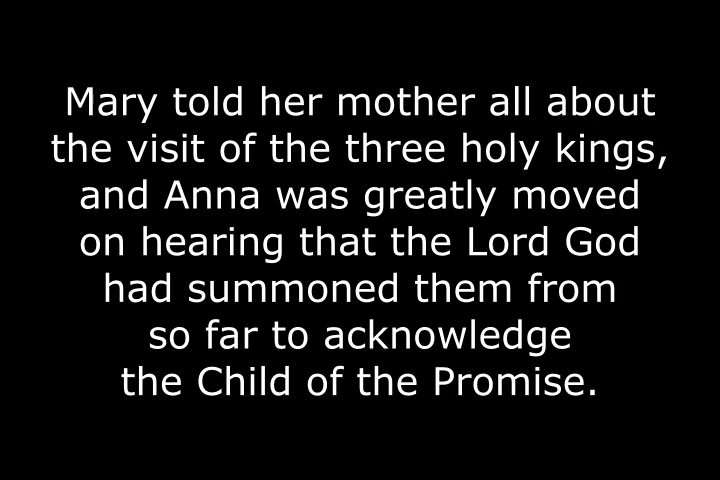 Mary told her mother all about
the visit of the three holy kings,
and Anna was greatly moved
on hearing that the Lord God
had summoned them from
so far to acknowledge
the Child of the Promise.